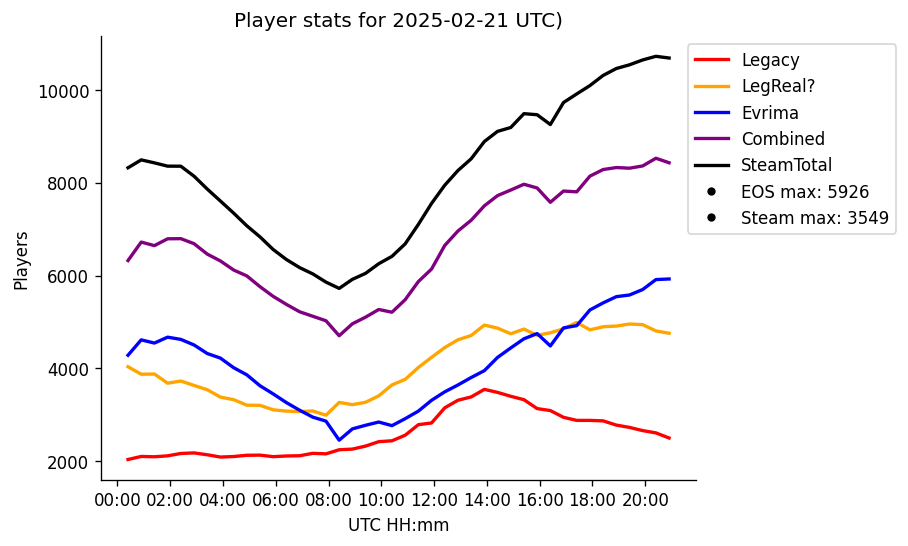 Player stats for 2025-02-21 UTC)
Legacy
LegReal?
Evrima
Combined
SteamTotal
EOS max: 5926
Steam max: 3549
Players
10000
8000
6000
4000
2000
00:00 02:00 04:00 06:00 08:00 10:00 12:00 14:00 16:00 18:00 20:00
UTC HH:mm